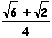 (√6 + √2)/4